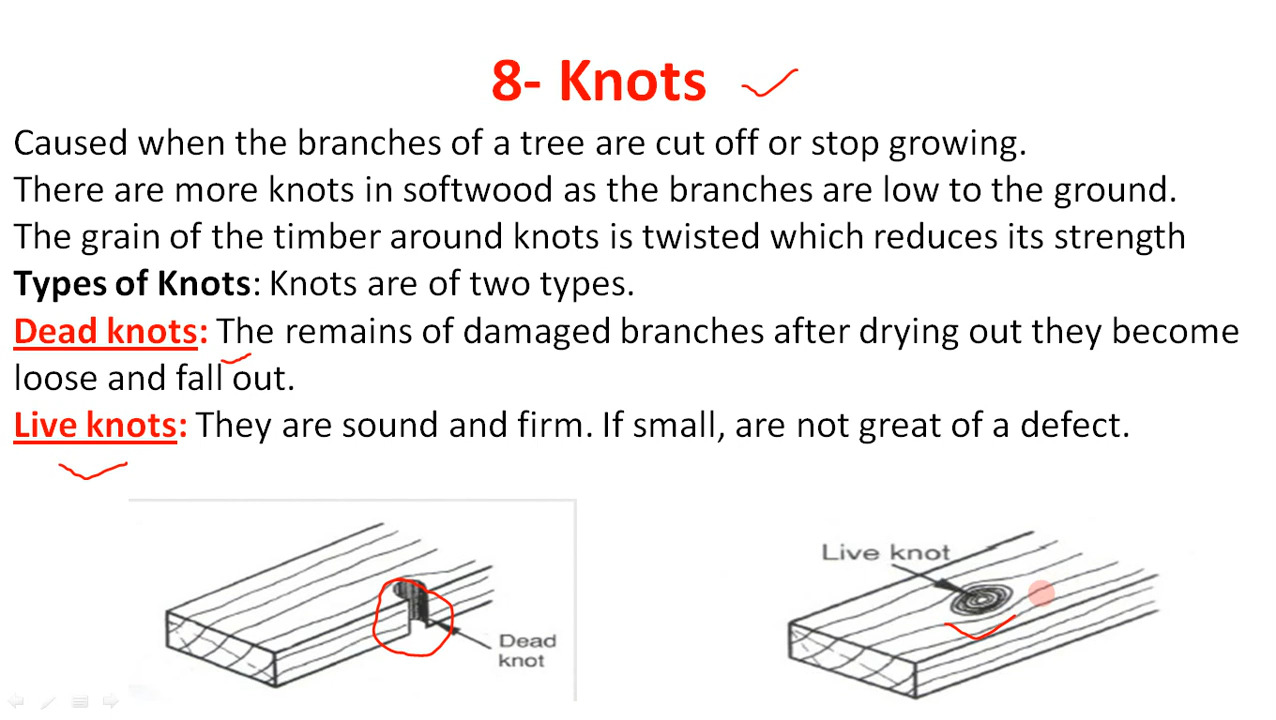 8- Knots
Caused when the branches of a tree are cut off or stop growing.
There are more knots in softwood as the branches are low to the ground.
The grain of the timber around knots is twisted which reduces its strength
Types of Knots: Knots are of two types.
Dead knots: The remains of damaged branches after drying out they become
loose and fall out.
Live knots: They are sound and firm. If small, are not great of a defect.
Dead
knot
Live knot